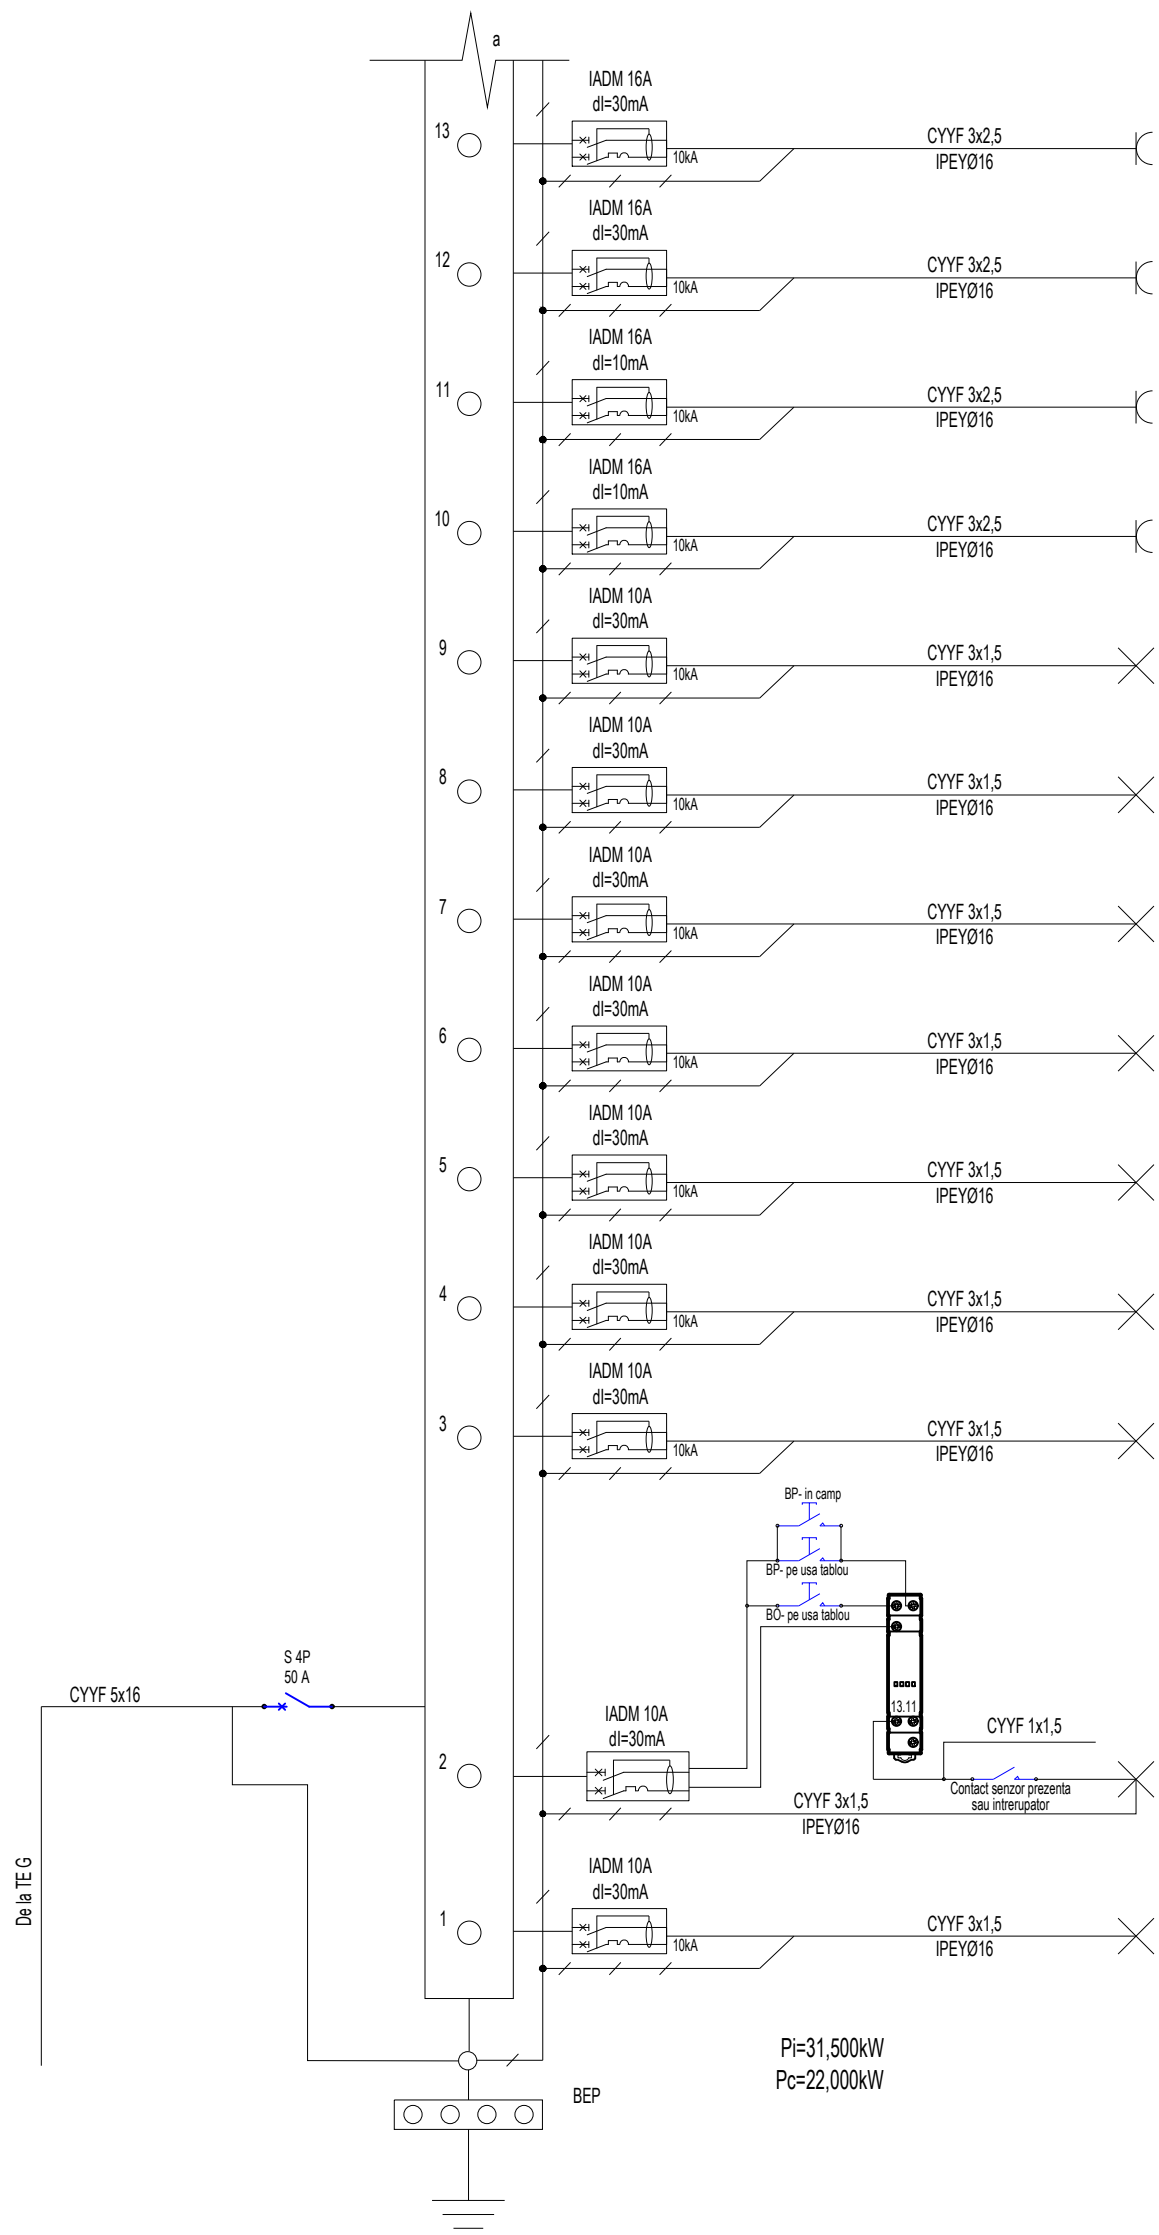 a
IADM 16A
dI=30mA
13
10kA
CYYF 3x2,5
IPEYØ16
IADM 16A
dI=30mA
12
10kA
CYYF 3x2,5
IPEYØ16
IADM 16A
dI=10mA
11
10kA
CYYF 3x2,5
IPEYØ16
IADM 16A
dI=10mA
10
10kA
CYYF 3x2,5
IPEYØ16
IADM 10A
dI=30mA
9
10kA
CYYF 3x1,5
IPEYØ16
IADM 10A
dI=30mA
8
10kA
CYYF 3x1,5
IPEYØ16
IADM 10A
dI=30mA
7
10kA
CYYF 3x1,5
IPEYØ16
IADM 10A
dI=30mA
6
10kA
CYYF 3x1,5
IPEYØ16
IADM 10A
dI=30mA
5
10kA
CYYF 3x1,5
IPEYØ16
IADM 10A
dI=30mA
4
10kA
CYYF 3x1,5
IPEYØ16
IADM 10A
dI=30mA
3
10kA
CYYF 3x1,5
IPEYØ16
BP- in camp
BP- pe usa tablou
BO- pe usa tablou
13.11
S 4P
50 A
CYYF 5x16
IADM 10A
dI=30mA
2
CYYF 1x1,5
Contact senzor prezenta
sau intrerupator
CYYF 3x1,5
IPEYØ16
De la TE G
IADM 10A
dI=30mA
1
10kA
CYYF 3x1,5
IPEYØ16
Pi=31,500kW
Pc=22,000kW
BEP